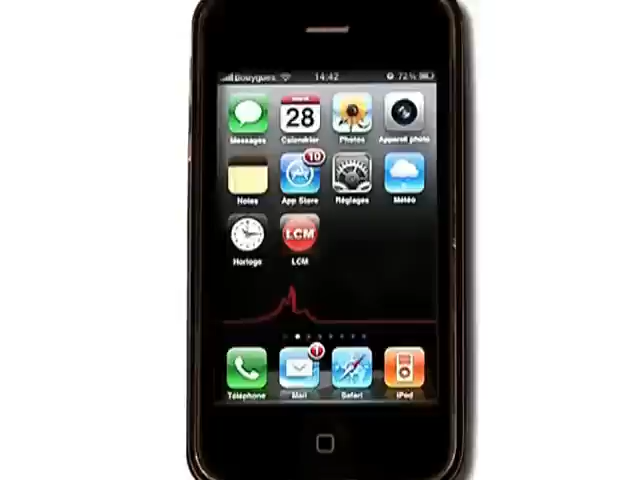 Bouygues 14:42 72%
28
Messages Calendrier Photos Appareil photo
10
Notes App Store Réglages Météo
LCM
Horloge LCM
1
Téléphone Mail Safari iPod